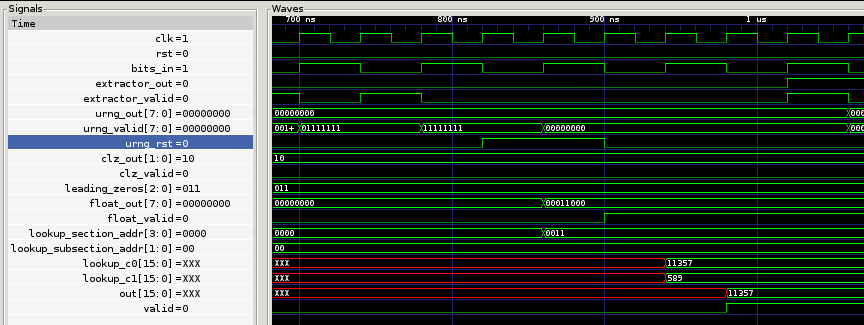 Signals
Waves
Time
700 ns 800 ns 900 ns 1 us
clk=1
rst=0
bits_in=1
extractor_out=0
extractor_valid=0
urng_out[7:0]=00000000 00000000 000
urng_valid[7:0]=00000000 001+ 01111111 11111111 00000000 000
urng_rst=0
clz_out[1:0]=10 10
clz_valid=0
leading_zeros[2:0]=011 011
float_out[7:0]=00000000 00000000 00011000
float_valid=0
lookup_section_addr[3:0]=0000 0000 0011
lookup_subsection_addr[1:0]=00 00
lookup_c0[15:0]=XXX XXX 11357
lookup_c1[15:0]=XXX XXX 589
out[15:0]=XXX XXX 11357
valid=0